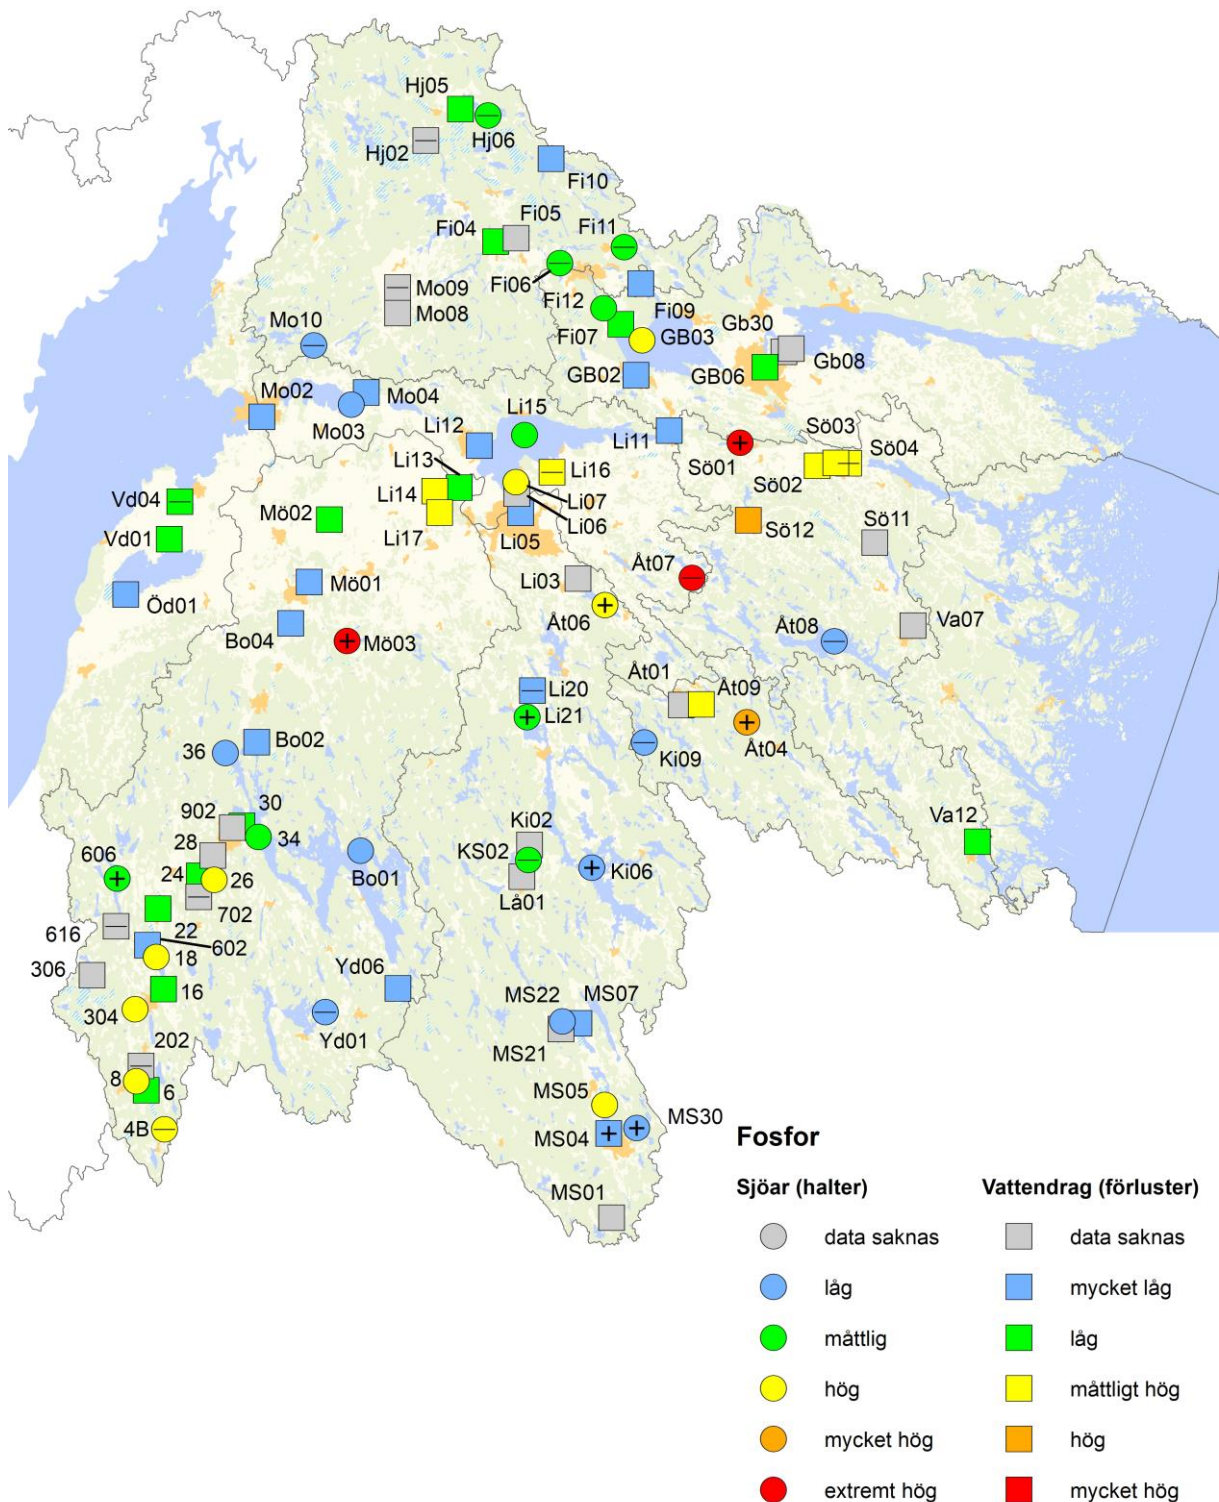 Hj05
Hj06
Hj02
Fi10
Fi05
Fi04
Fi11
Fi06
Mo09
Mo08
Fi12
Fi09
Fi07
GB03
Gb30
Gb08
Mo10
GB02
GB06
Mo02
Mo04
Mo03
Li15
Li12
Li11
Sö03
Sö04
Li13
Li16
Sö01
Sö02
Li14
Li07
Li06
Vd04
Mö02
Li17
Li05
Sö12
Sö11
Vd01
Åt07
Öd01
Mö01
Li03
Åt06
Bo04
Mö03
Åt08
Va07
Li20
Åt01
Åt09
Li21
36
Bo02
Ki09
Åt04
902
30
Ki02
Va12
28
34
606
KS02
24
26
Bo01
Ki06
702
Lå01
616
22
602
18
306
Yd06
16
304
MS22
MS07
Yd01
202
MS21
8
6
MS05
4B
MS30
MS04
MS01
Fosfor
Sjöar (halter)
Vattendrag (förluster)
data saknas
data saknas
låg
mycket låg
måttlig
låg
hög
måttligt hög
mycket hög
hög
extremt hög
mycket hög